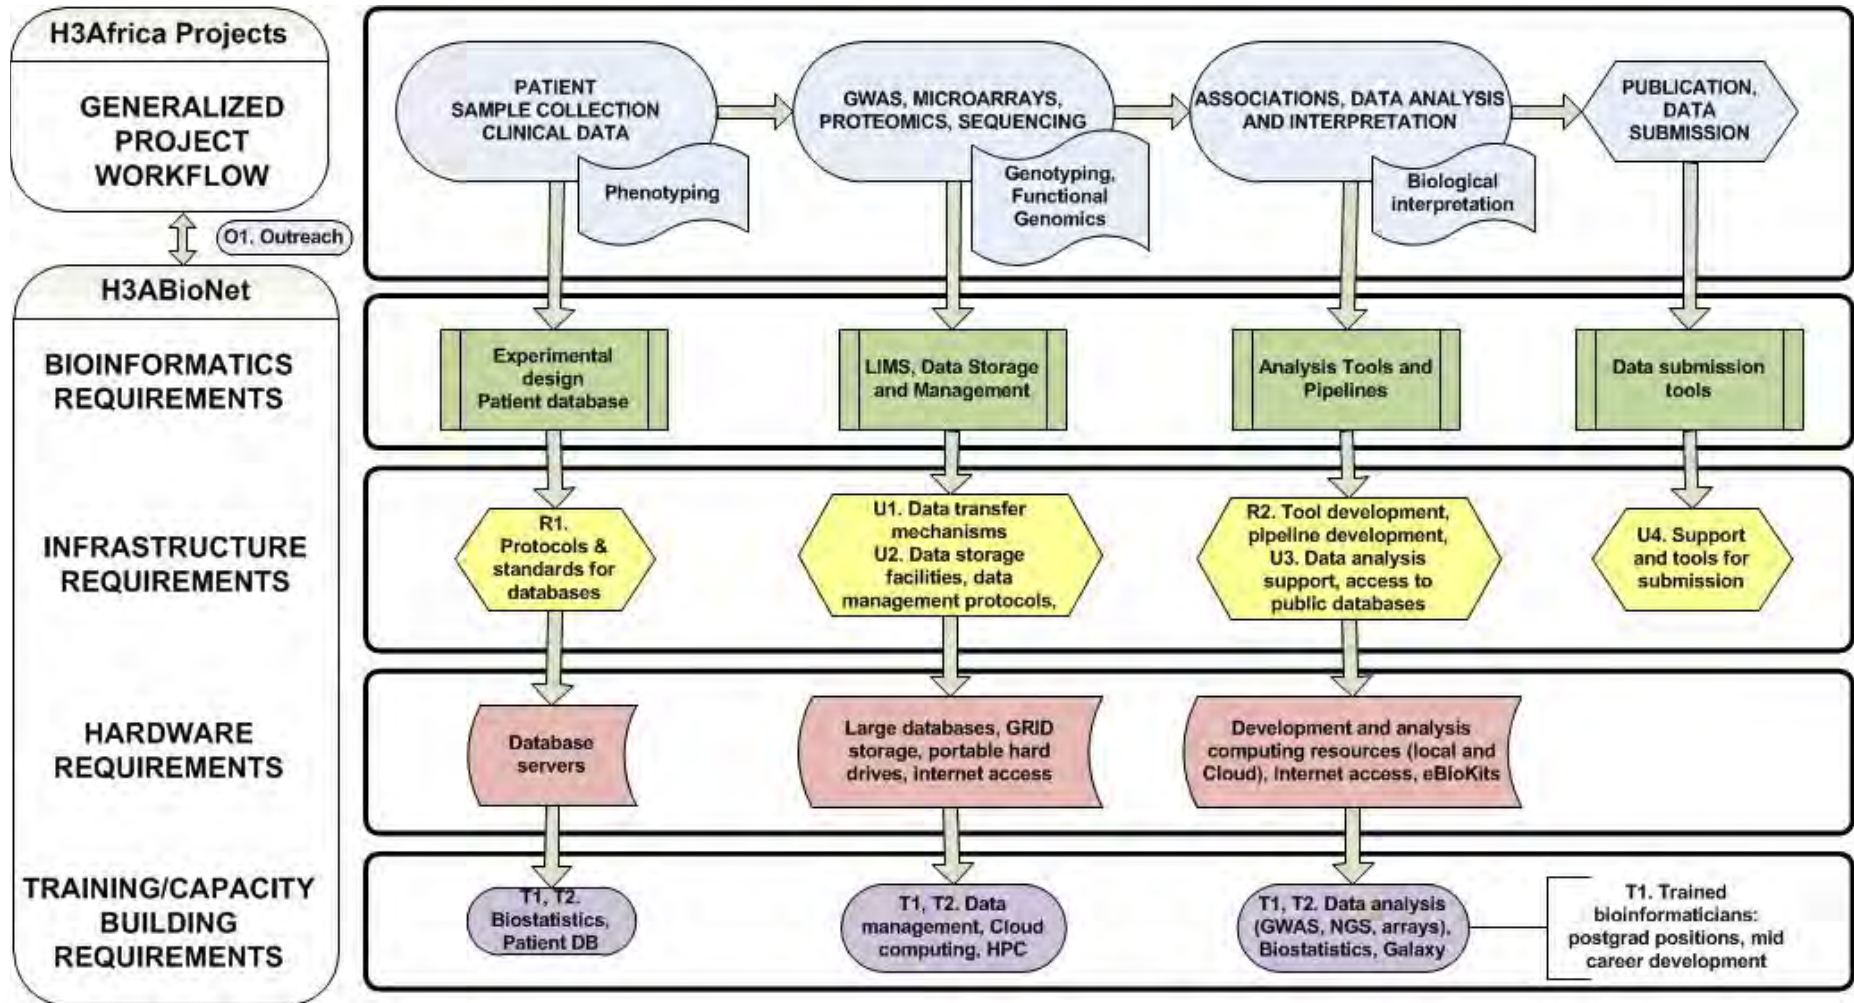 H3Africa Projects
GENERALIZED
PROJECT
WORKFLOW
O1. Outreach
PATIENT
SAMPLE COLLECTION
CLINICAL DATA
Phenotyping
GWAS, MICROARRAYS,
PROTEOMICS, SEQUENCING
Genotyping,
Functional
Genomics
ASSOCIATIONS, DATA ANALYSIS
AND INTERPRETATION
Biological
interpretation
PUBLICATION,
DATA
SUBMISSION
H3ABioNet
BIOINFORMATICS
REQUIREMENTS
Experimental
design
Patient database
LIMS, Data Storage
and Management
Analysis Tools and
Pipelines
Data submission
tools
INFRASTRUCTURE
REQUIREMENTS
R1.
Protocols &
standards for
databases
U1. Data transfer
mechanisms
U2. Data storage
facilities, data
management protocols,
R2. Tool development,
pipeline development,
U3. Data analysis
support, access to
public databases
U4. Support
and tools for
submission
HARDWARE
REQUIREMENTS
Database
servers
Large databases, GRID
storage, portable hard
drives, internet access
Development and analysis
computing resources (local and
Cloud), Internet access, eBioKits
TRAINING/CAPACITY
BUILDING
REQUIREMENTS
T1, T2.
Biostatistics,
Patient DB
T1, T2. Data
management, Cloud
computing, HPC
T1, T2. Data analysis
(GWAS, NGS, arrays),
Biostatistics, Galaxy
T1. Trained
bioinformaticians:
postgrad positions, mid
career development